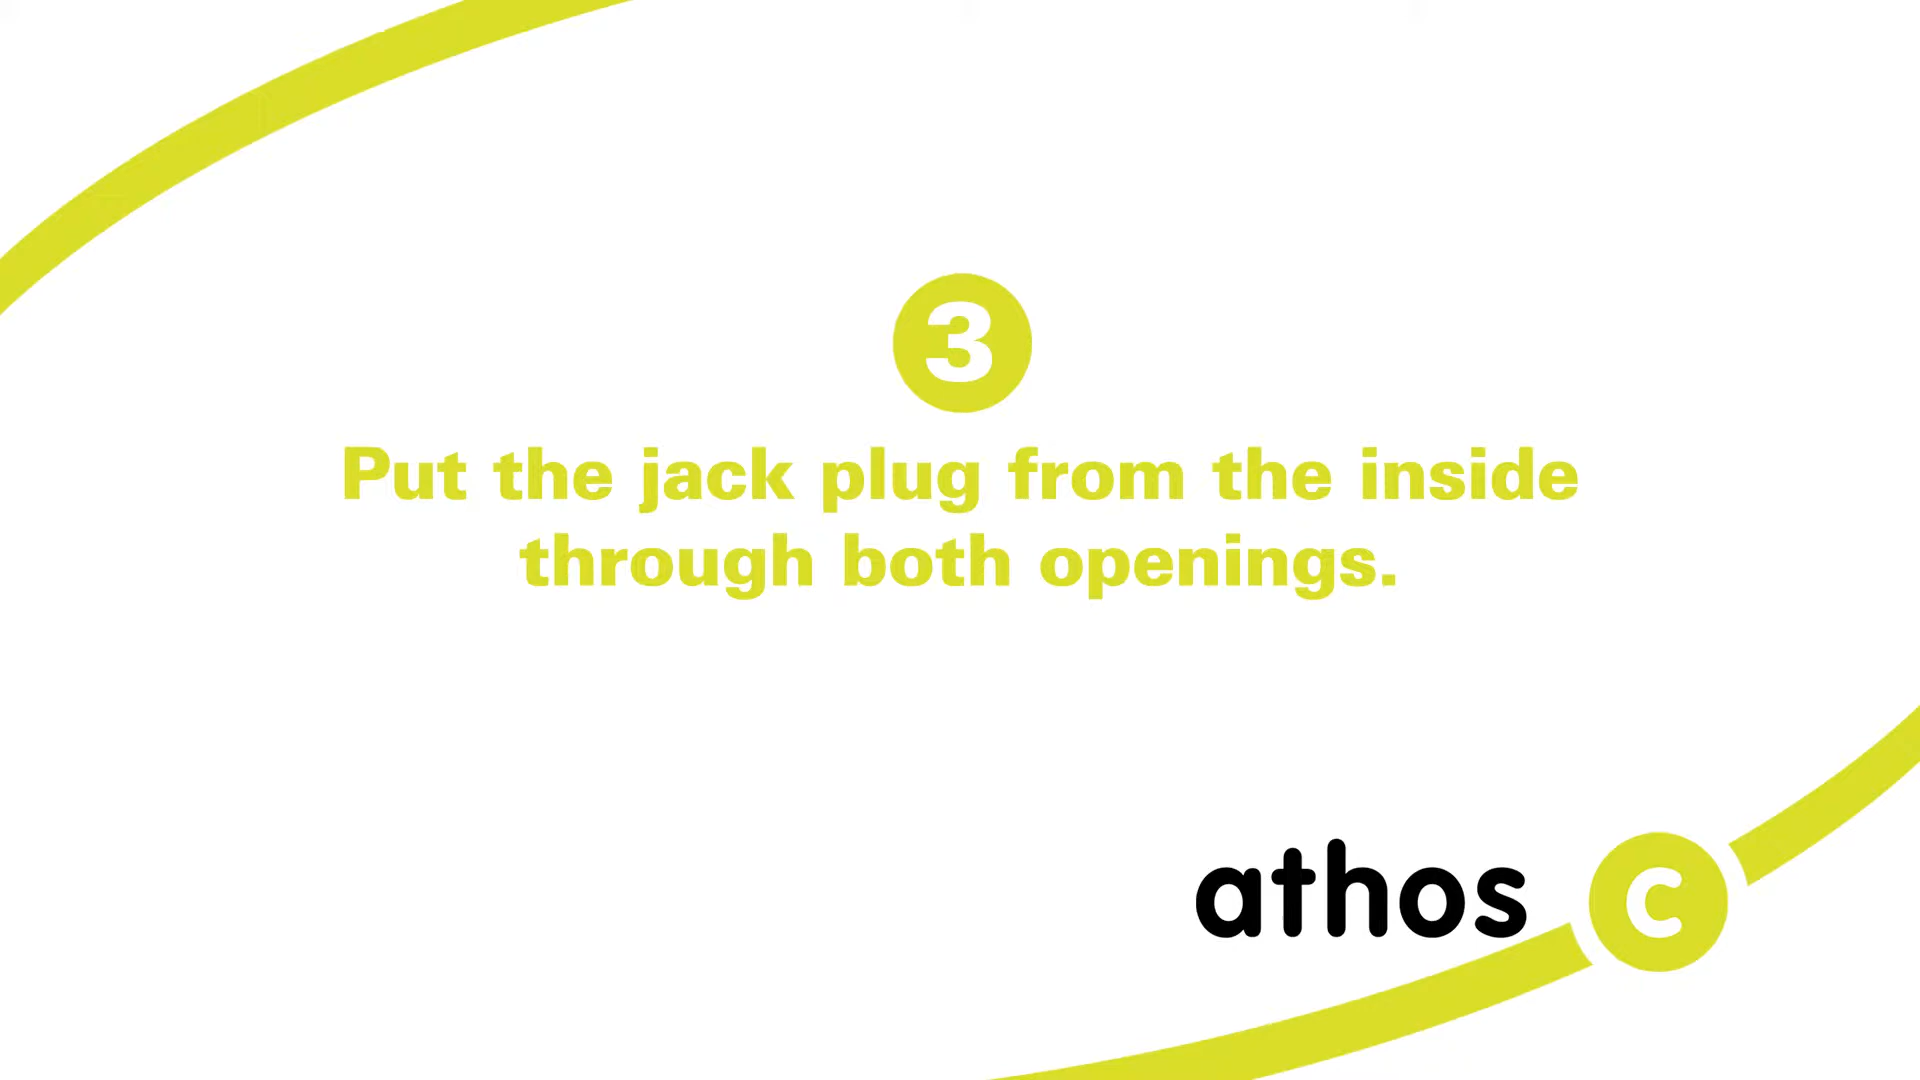 3
Put the jack plug from the inside
through both openings.
athos c